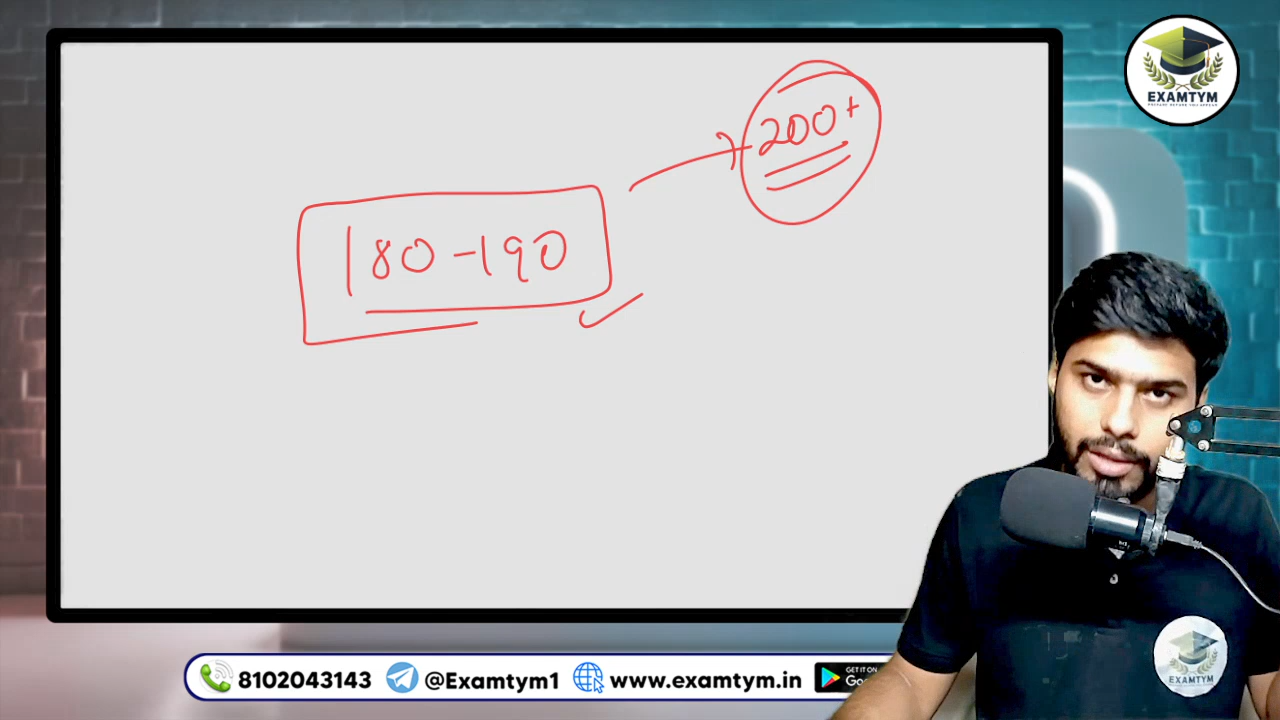 200+
180-190
EXAMTYM
8102043143
@Examtym1
www.examtym.in
GET IT ON
EXAMTYM